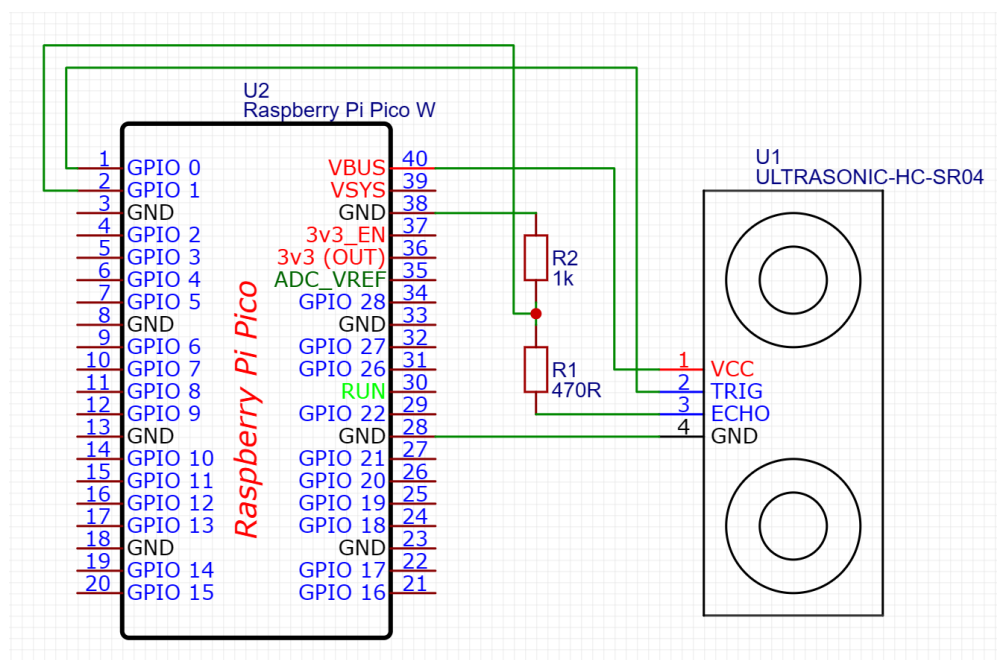 U2
Raspberry Pi Pico W
1 GPIO 0 VBUS 40
2 GPIO 1 VSYS 39
3 GND GND 38
4 GPIO 2 3v3_EN 37
5 GPIO 3 3v3 (OUT) 36
6 GPIO 4 ADC_VREF 35
7 GPIO 5 GPIO 28 34
8 GND GND 33
9 GPIO 6 GPIO 27 32
10 GPIO 7 GPIO 26 31
11 GPIO 8 RUN 30
12 GPIO 9 GPIO 22 29
13 GND GND 28
14 GPIO 10 GPIO 21 27
15 GPIO 11 GPIO 20 26
16 GPIO 12 GPIO 19 25
17 GPIO 13 GPIO 18 24
18 GND GND 23
19 GPIO 14 GPIO 17 22
20 GPIO 15 GPIO 16 21
Raspberry Pi Pico
R2
1k
R1
470R
U1
ULTRASONIC-HC-SR04
1 VCC
2 TRIG
3 ECHO
4 GND